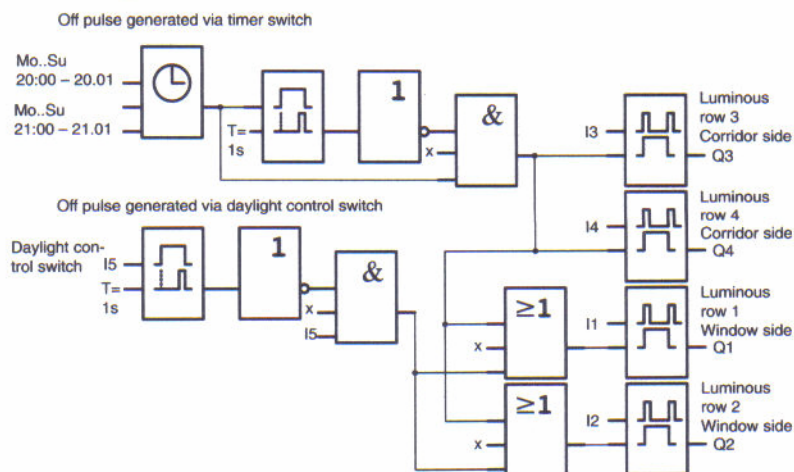 Off pulse generated via timer switch
Mo..Su
20:00 – 20.01
Mo..Su
21:00 – 21.01
T=
1s
1
x
&
I3
Luminous
row 3
Corridor side
Q3
Off pulse generated via daylight control switch
Daylight con-
trol switch
I5
T=
1s
1
x
I5
&
I4
Luminous
row 4
Corridor side
Q4
≥1
x
I1
Luminous
row 1
Window side
Q1
≥1
x
I2
Luminous
row 2
Window side
Q2